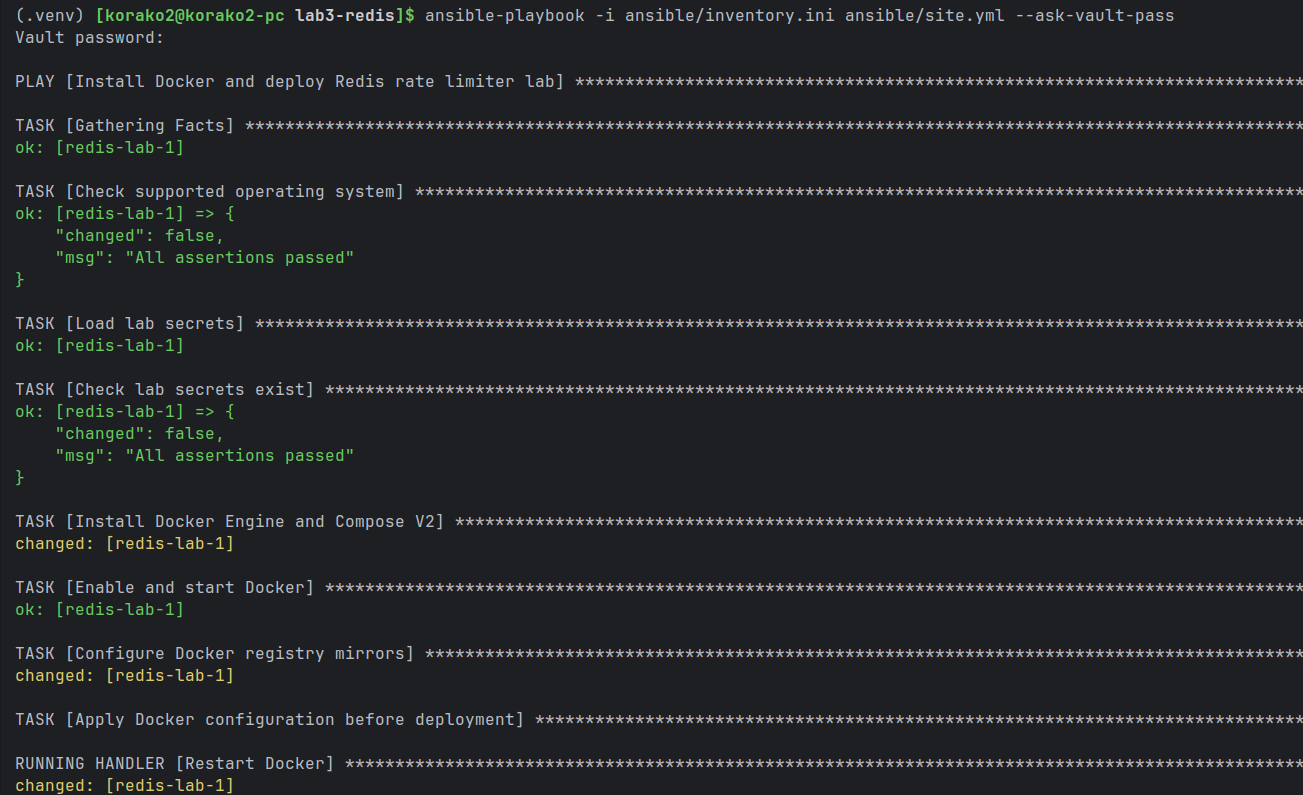 (.venv) [korako2@korako2-pc lab3-redis]$ ansible-playbook -i ansible/inventory.ini ansible/site.yml --ask-vault-pass
Vault password:
PLAY [Install Docker and deploy Redis rate limiter lab] *************************************************************************
TASK [Gathering Facts] **********************************************************************************************************
ok: [redis-lab-1]
TASK [Check supported operating system] *****************************************************************************************
ok: [redis-lab-1] => {
    "changed": false,
    "msg": "All assertions passed"
}
TASK [Load lab secrets] *********************************************************************************************************
ok: [redis-lab-1]
TASK [Check lab secrets exist] **************************************************************************************************
ok: [redis-lab-1] => {
    "changed": false,
    "msg": "All assertions passed"
}
TASK [Install Docker Engine and Compose V2] *************************************************************************************
changed: [redis-lab-1]
TASK [Enable and start Docker] **************************************************************************************************
ok: [redis-lab-1]
TASK [Configure Docker registry mirrors] ****************************************************************************************
changed: [redis-lab-1]
TASK [Apply Docker configuration before deployment] *****************************************************************************
RUNNING HANDLER [Restart Docker] ************************************************************************************************
changed: [redis-lab-1]